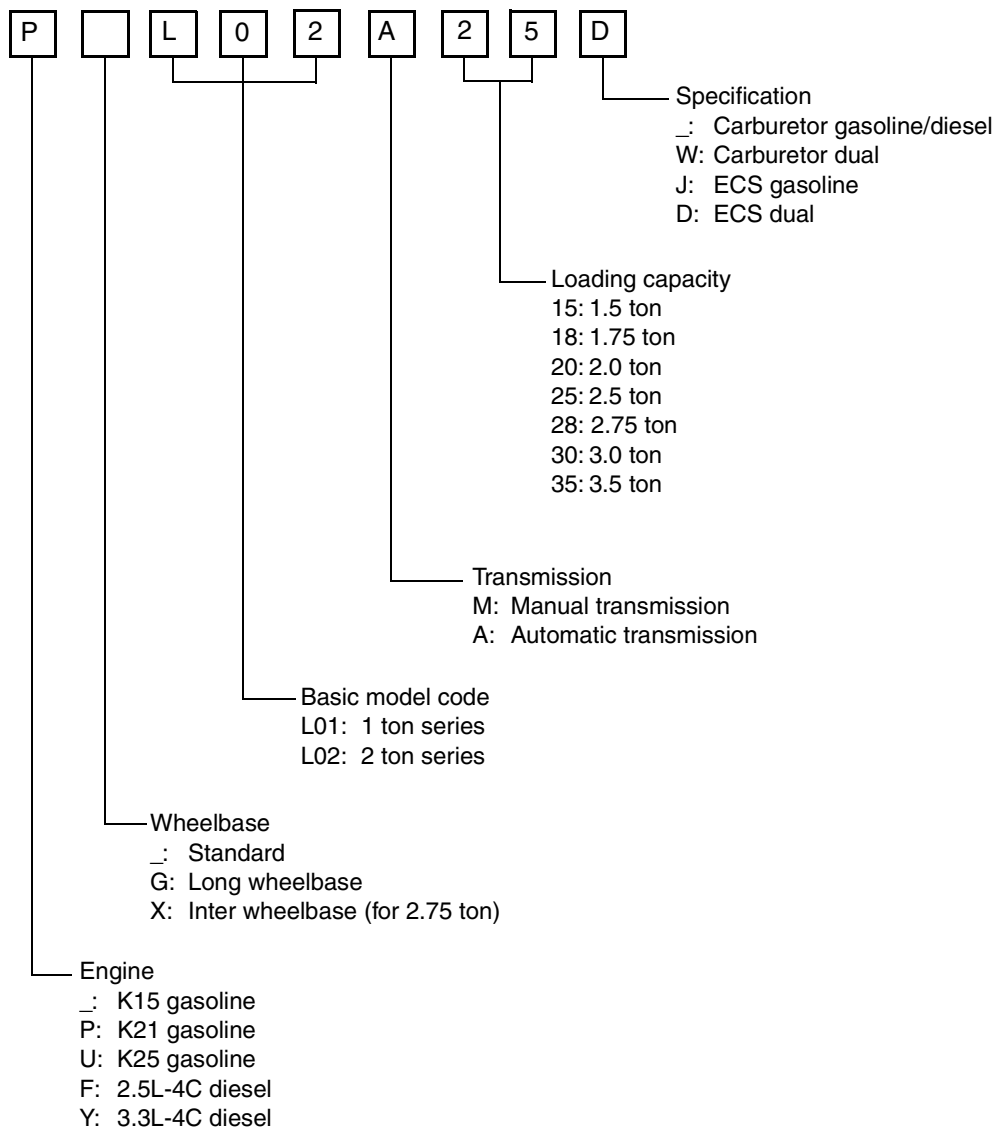 P L 0 2 A 2 5 D
Specification
_: Carburetor gasoline/diesel
W: Carburetor dual
J: ECS gasoline
D: ECS dual
Loading capacity
15: 1.5 ton
18: 1.75 ton
20: 2.0 ton
25: 2.5 ton
28: 2.75 ton
30: 3.0 ton
35: 3.5 ton
Transmission
M: Manual transmission
A: Automatic transmission
Basic model code
L01: 1 ton series
L02: 2 ton series
Wheelbase
_: Standard
G: Long wheelbase
X: Inter wheelbase (for 2.75 ton)
Engine
_: K15 gasoline
P: K21 gasoline
U: K25 gasoline
F: 2.5L-4C diesel
Y: 3.3L-4C diesel